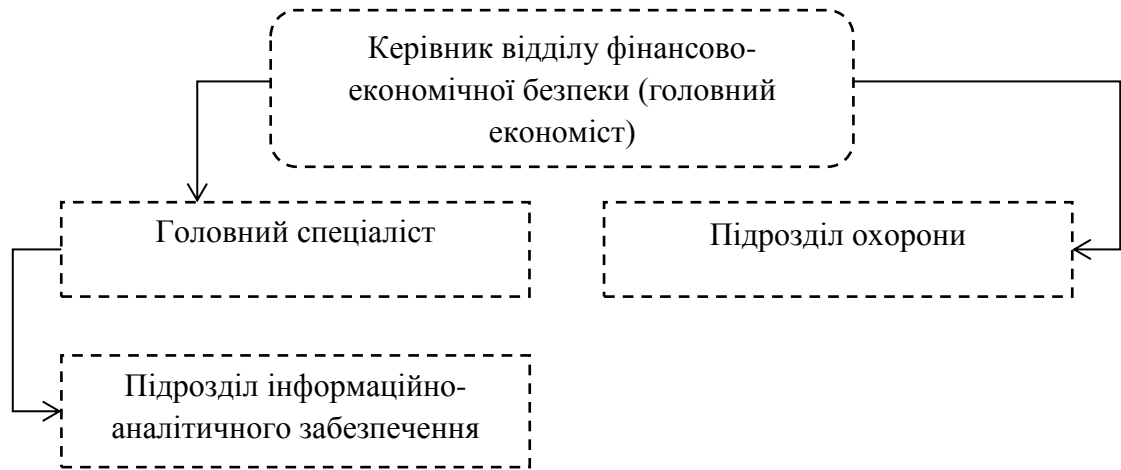 Керівник відділу фінансово-
економічної безпеки (головний
економіст)
Головний спеціаліст
Підрозділ охорони
Підрозділ інформаційно-
аналітичного забезпечення